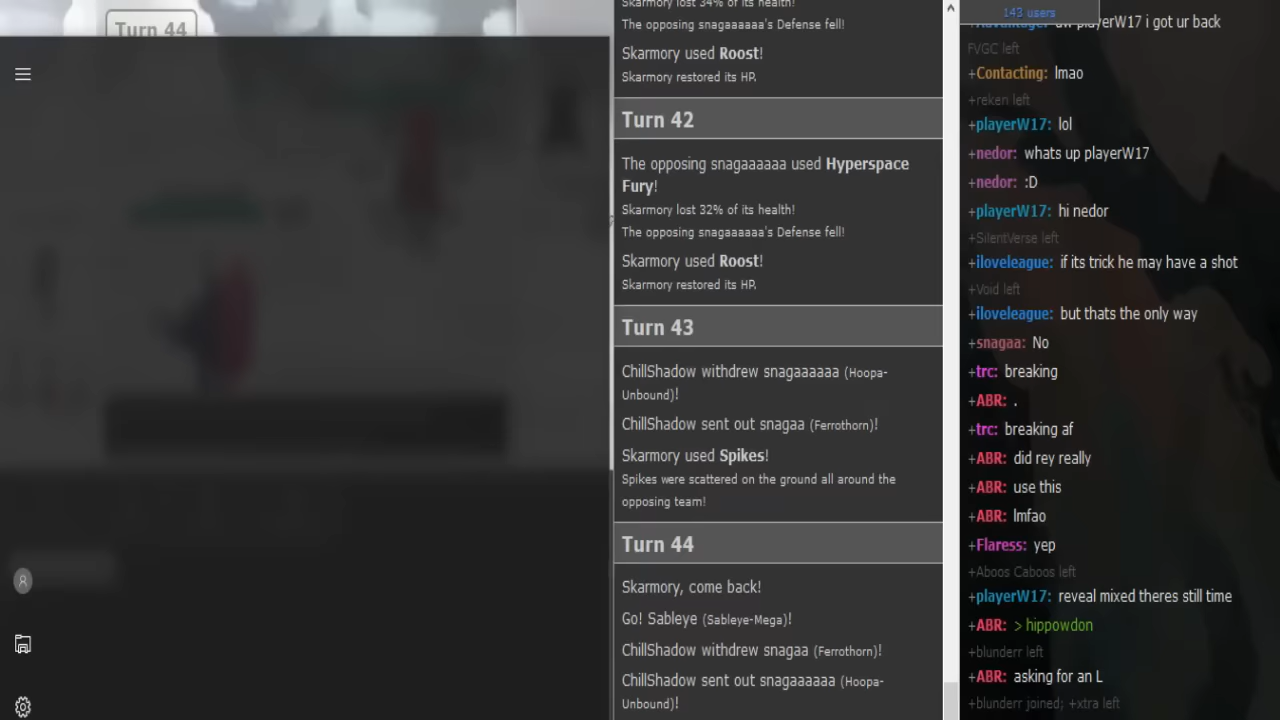 Turn 44
Skarmory lost 34% of its health!
The opposing snagaaaaaa's Defense fell!
Skarmory used Roost!
Skarmory restored its HP.
Turn 42
The opposing snagaaaaaa used Hyperspace
Fury!
Skarmory lost 32% of its health!
The opposing snagaaaaaa's Defense fell!
Skarmory used Roost!
Skarmory restored its HP.
Turn 43
ChillShadow withdrew snagaaaaaa (Hoopa-
Unbound)!
ChillShadow sent out snagaa (Ferrothorn)!
Skarmory used Spikes!
Spikes were scattered on the ground all around the
opposing team!
Turn 44
Skarmory, come back!
Go! Sableye (Sableye-Mega)!
ChillShadow withdrew snagaa (Ferrothorn)!
ChillShadow sent out snagaaaaaa (Hoopa-
Unbound)!
143 users
playerW17 i got ur back
FVGC left
+Contacting: lmao
+reken left
+playerW17: lol
+nedor: whats up playerW17
+nedor: :D
+playerW17: hi nedor
+SilentVerse left
+iloveleague: if its trick he may have a shot
+Void left
+iloveleague: but thats the only way
+snagaa: No
+trc: breaking
+ABR: .
+trc: breaking af
+ABR: did rey really
+ABR: use this
+ABR: lmfao
+Flaress: yep
+Aboos Caboos left
+playerW17: reveal mixed theres still time
+ABR: > hippowdon
+blunderr left
+ABR: asking for an L
+blunderr joined; +xtra left